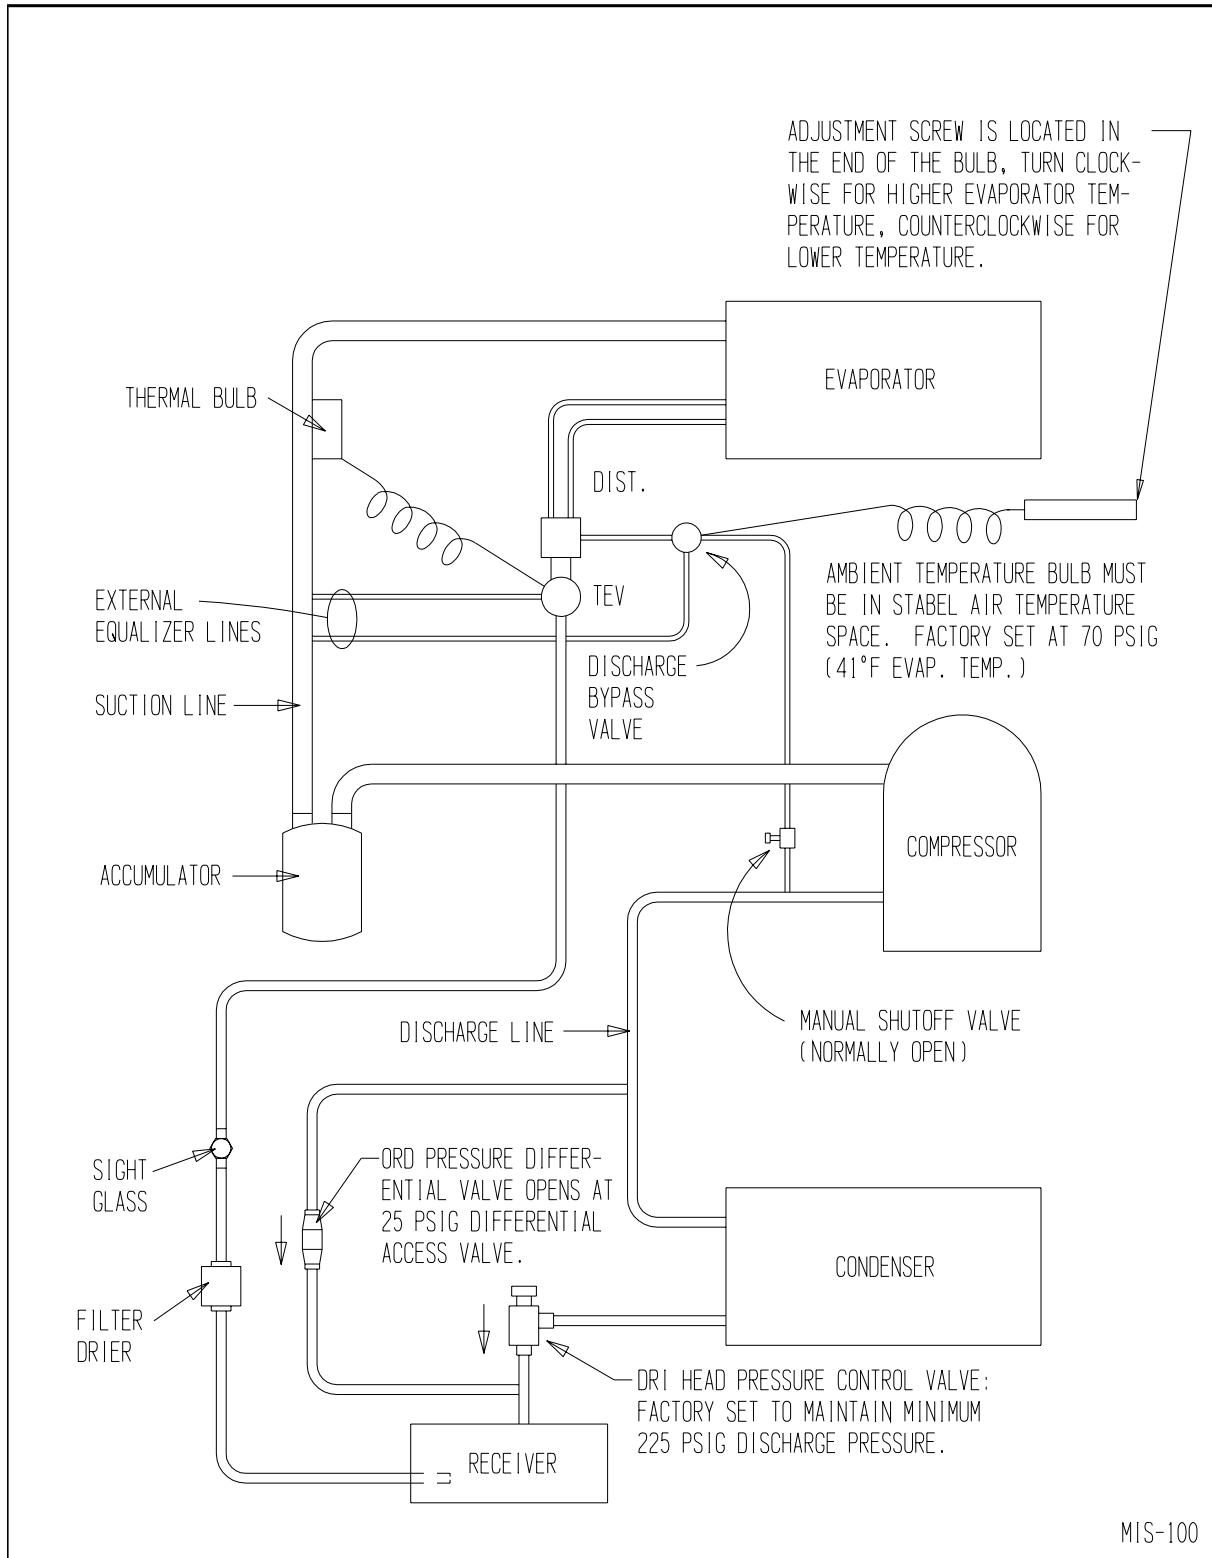 ADJUSTMENT SCREW IS LOCATED IN
THE END OF THE BULB, TURN CLOCK-
WISE FOR HIGHER EVAPORATOR TEM-
PERATURE, COUNTERCLOCKWISE FOR
LOWER TEMPERATURE.
EVAPORATOR
THERMAL BULB
DIST.
AMBIENT TEMPERATURE BULB MUST
BE IN STABEL AIR TEMPERATURE
SPACE. FACTORY SET AT 70 PSIG
(41°F EVAP. TEMP.)
TEV
EXTERNAL
EQUALIZER LINES
DISCHARGE
BYPASS
VALVE
SUCTION LINE
COMPRESSOR
ACCUMULATOR
MANUAL SHUTOFF VALVE
(NORMALLY OPEN)
DISCHARGE LINE
ORD PRESSURE DIFFER-
ENTIAL VALVE OPENS AT
25 PSIG DIFFERENTIAL
ACCESS VALVE.
SIGHT
GLASS
CONDENSER
FILTER
DRIER
DRI HEAD PRESSURE CONTROL VALVE:
FACTORY SET TO MAINTAIN MINIMUM
225 PSIG DISCHARGE PRESSURE.
RECEIVER
MIS-100